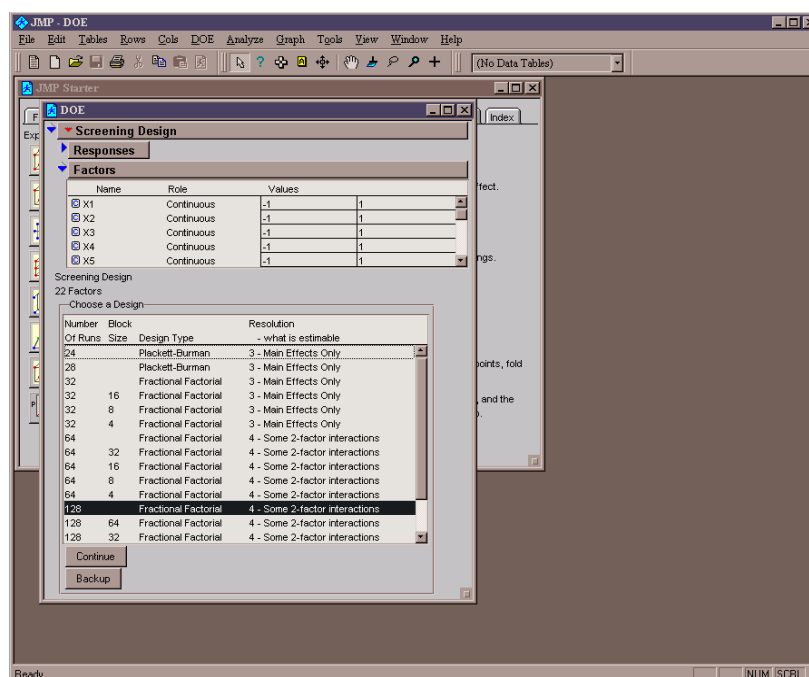 JMP - DOE
File Edit Tables Rows Cols DOE Analyze Graph Tools View Window Help
(No Data Tables)
JMP Starter
DOE
Index
Screening Design
Responses
Factors
Name Role Values
X1 Continuous -1 1
X2 Continuous -1 1
X3 Continuous -1 1
X4 Continuous -1 1
X5 Continuous -1 1
ngs.
Screening Design
22 Factors
Choose a Design
Number Block Resolution
Of Runs Size Design Type - what is estimable
24 Plackett-Burman 3 - Main Effects Only
28 Plackett-Burman 3 - Main Effects Only
32 Fractional Factorial 3 - Main Effects Only
32 16 Fractional Factorial 3 - Main Effects Only
32 8 Fractional Factorial 3 - Main Effects Only
32 4 Fractional Factorial 3 - Main Effects Only
64 Fractional Factorial 4 - Some 2-factor interactions
64 32 Fractional Factorial 4 - Some 2-factor interactions
64 16 Fractional Factorial 4 - Some 2-factor interactions
64 8 Fractional Factorial 4 - Some 2-factor interactions
64 4 Fractional Factorial 4 - Some 2-factor interactions
128 Fractional Factorial 4 - Some 2-factor interactions
128 64 Fractional Factorial 4 - Some 2-factor interactions
128 32 Fractional Factorial 4 - Some 2-factor interactions
points, fold
, and the
Continue
Backup
Ready NUM SCRL